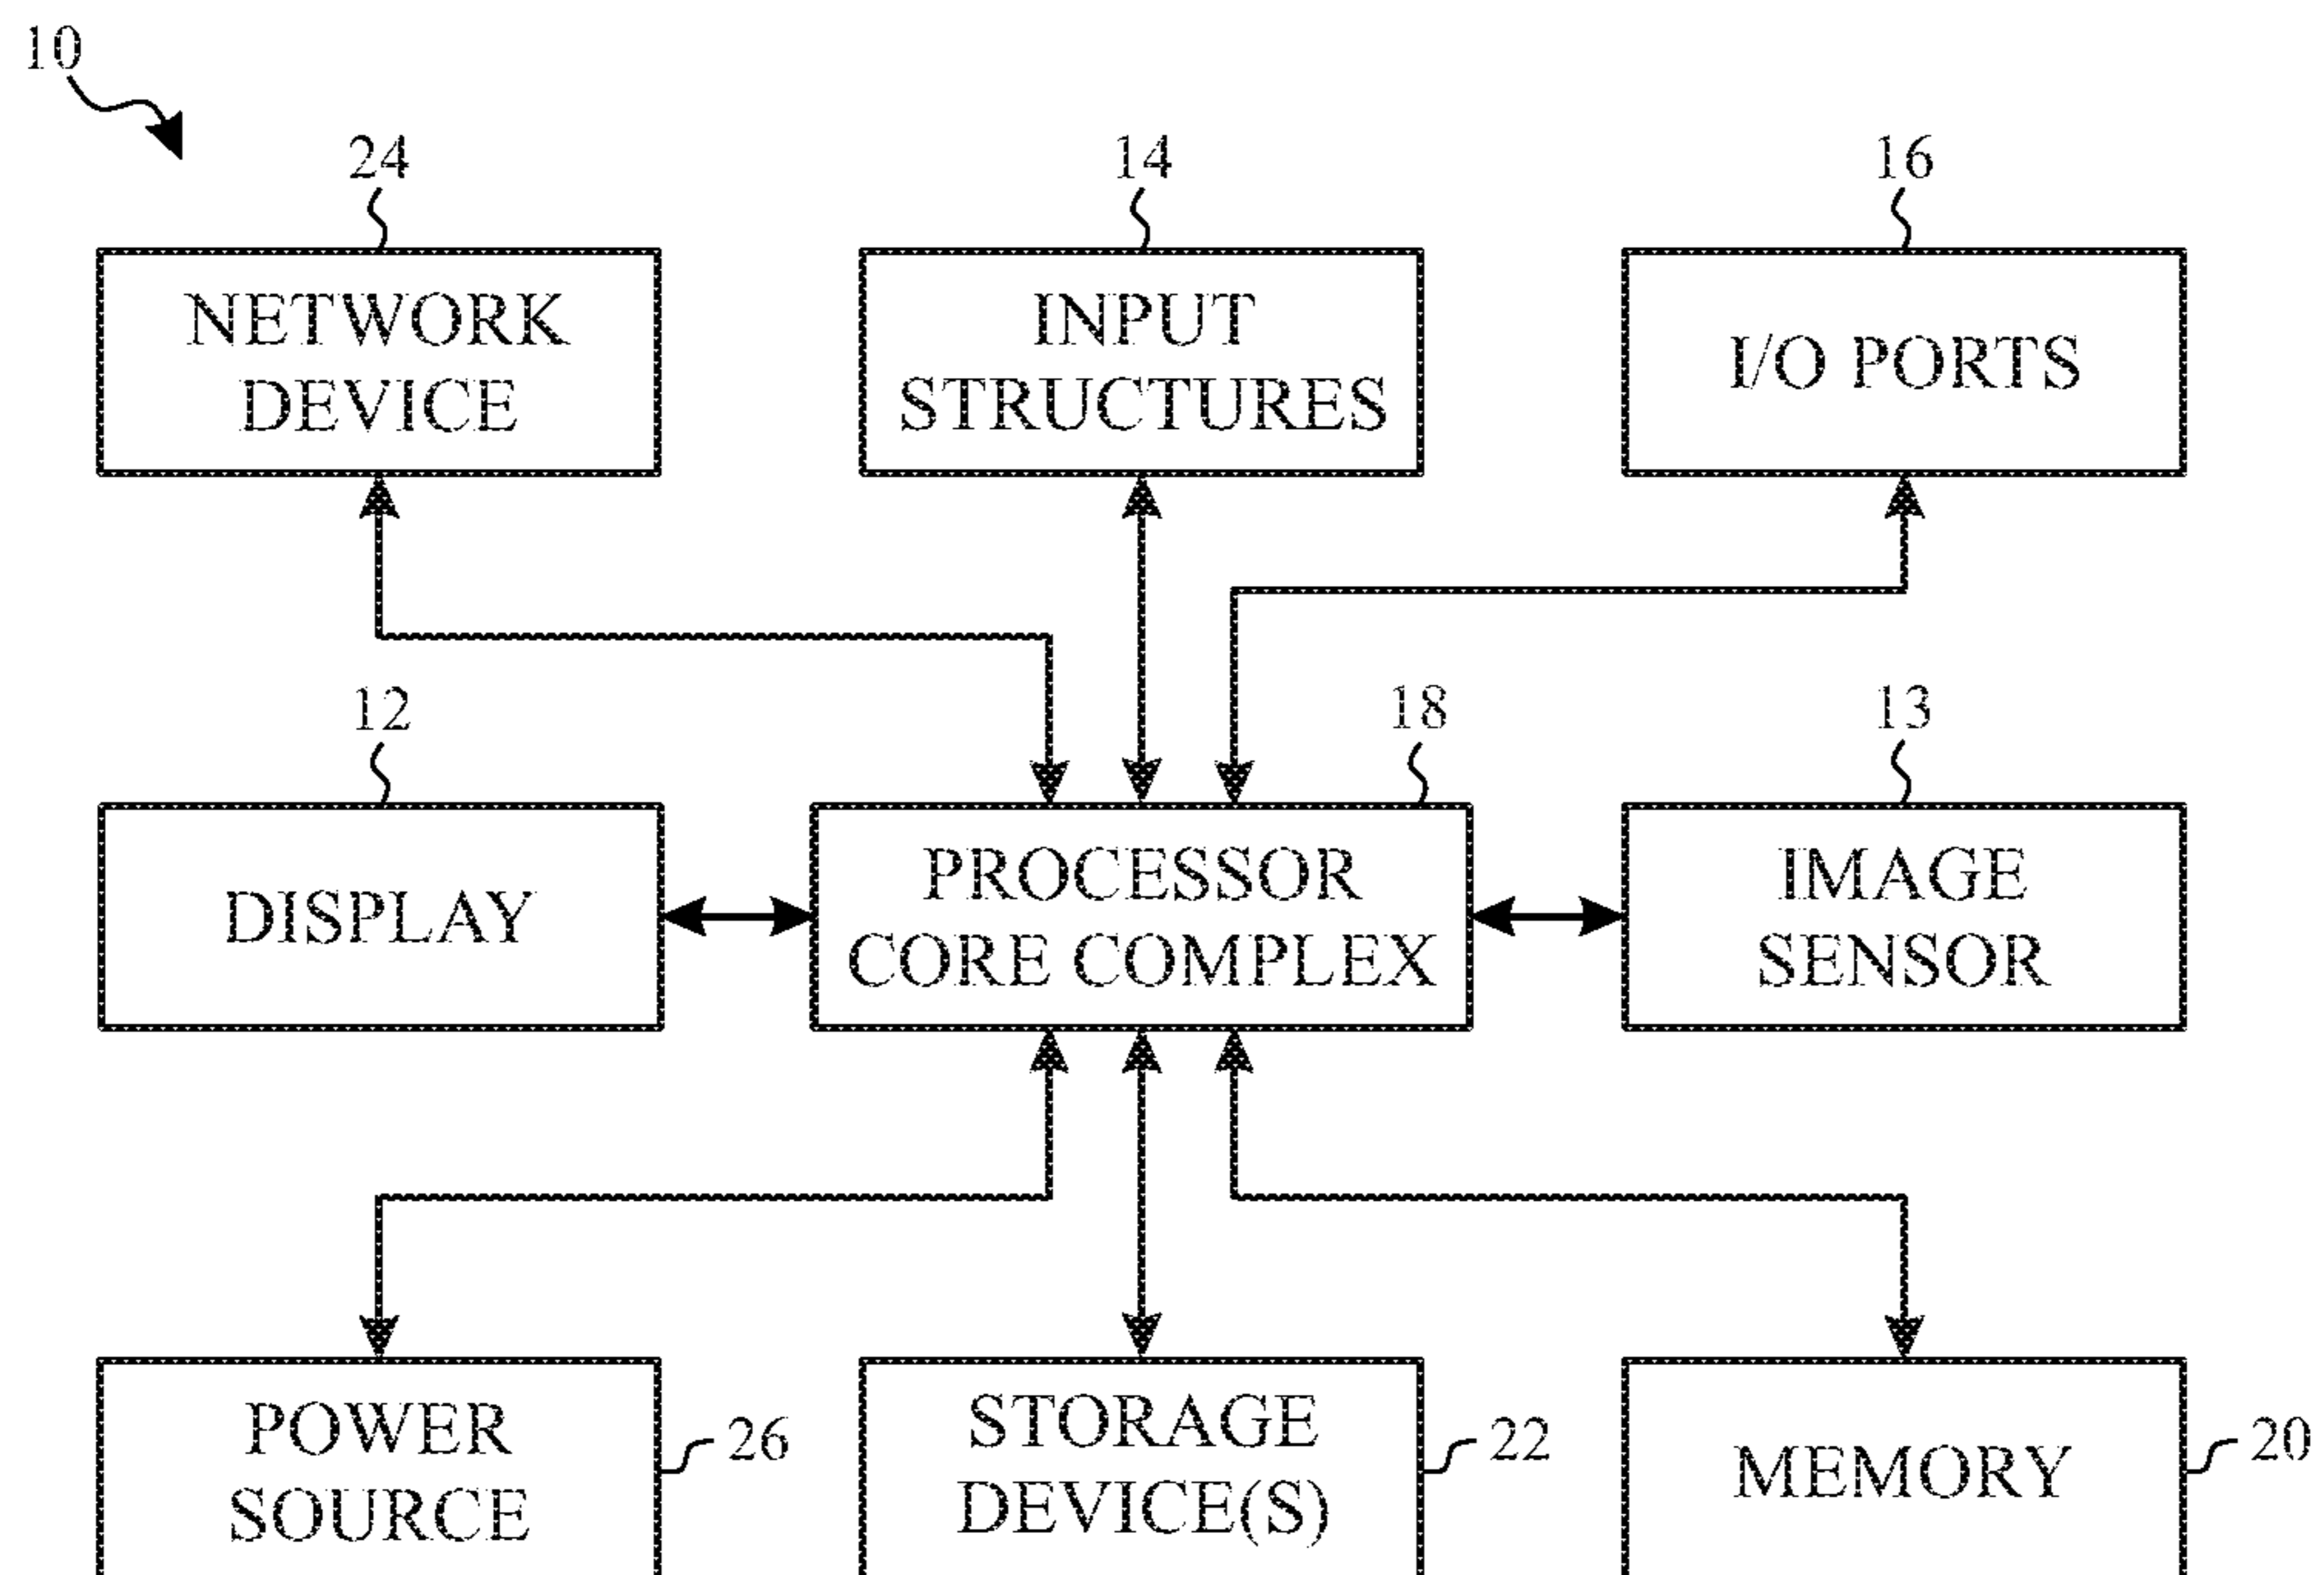 10
24
14
16
NETWORK
DEVICE
INPUT
STRUCTURES
I/O PORTS
12
18
13
DISPLAY
PROCESSOR
CORE COMPLEX
IMAGE
SENSOR
POWER
SOURCE
26
STORAGE
DEVICE(S)
22
MEMORY
20